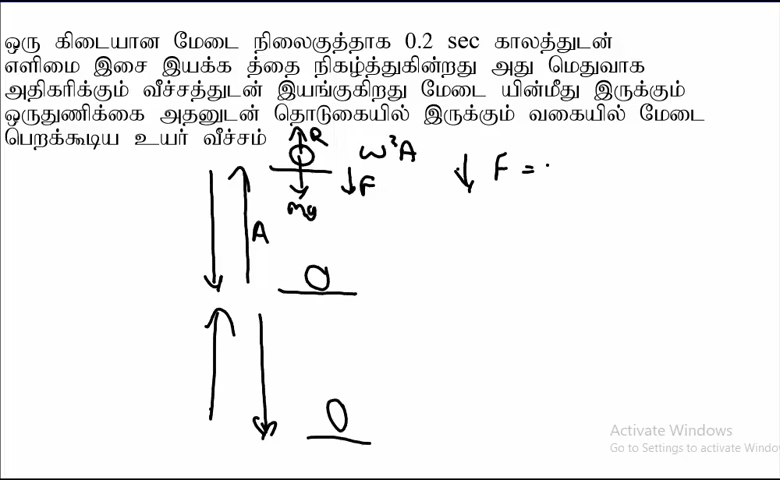 ஒரு கிடையான மேடை நிலைகுத்தாக 0.2 sec காலத்துடன்
எளிமை இசை இயக்க த்தை நிகழ்த்துகின்றது அது மெதுவாக
அதிகரிக்கும் வீச்சத்துடன் இயங்குகிறது மேடை யின்மீது இருக்கும்
ஒருதுணிக்கை அதனுடன் தொடுகையில் இருக்கும் வகையில் மேடை
பெறக்கூடிய உயர் வீச்சம்
R
ω²A
F
F =
mg
A
Activate Windows
Go to Settings to activate Windo